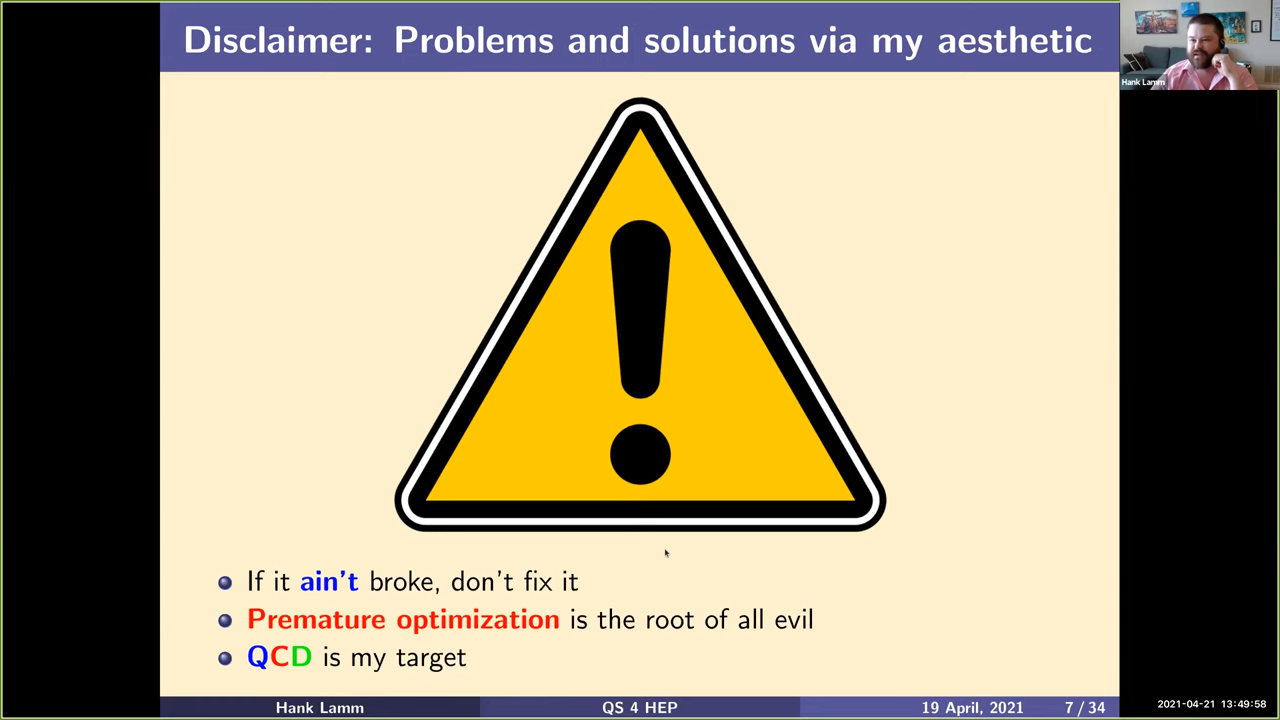 Disclaimer: Problems and solutions via my aesthetic
Hank Lamm
If it ain't broke, don't fix it
Premature optimization is the root of all evil
QCD is my target
Hank Lamm QS 4 HEP 19 April, 2021 7 / 34
2021-04-21 13:49:58